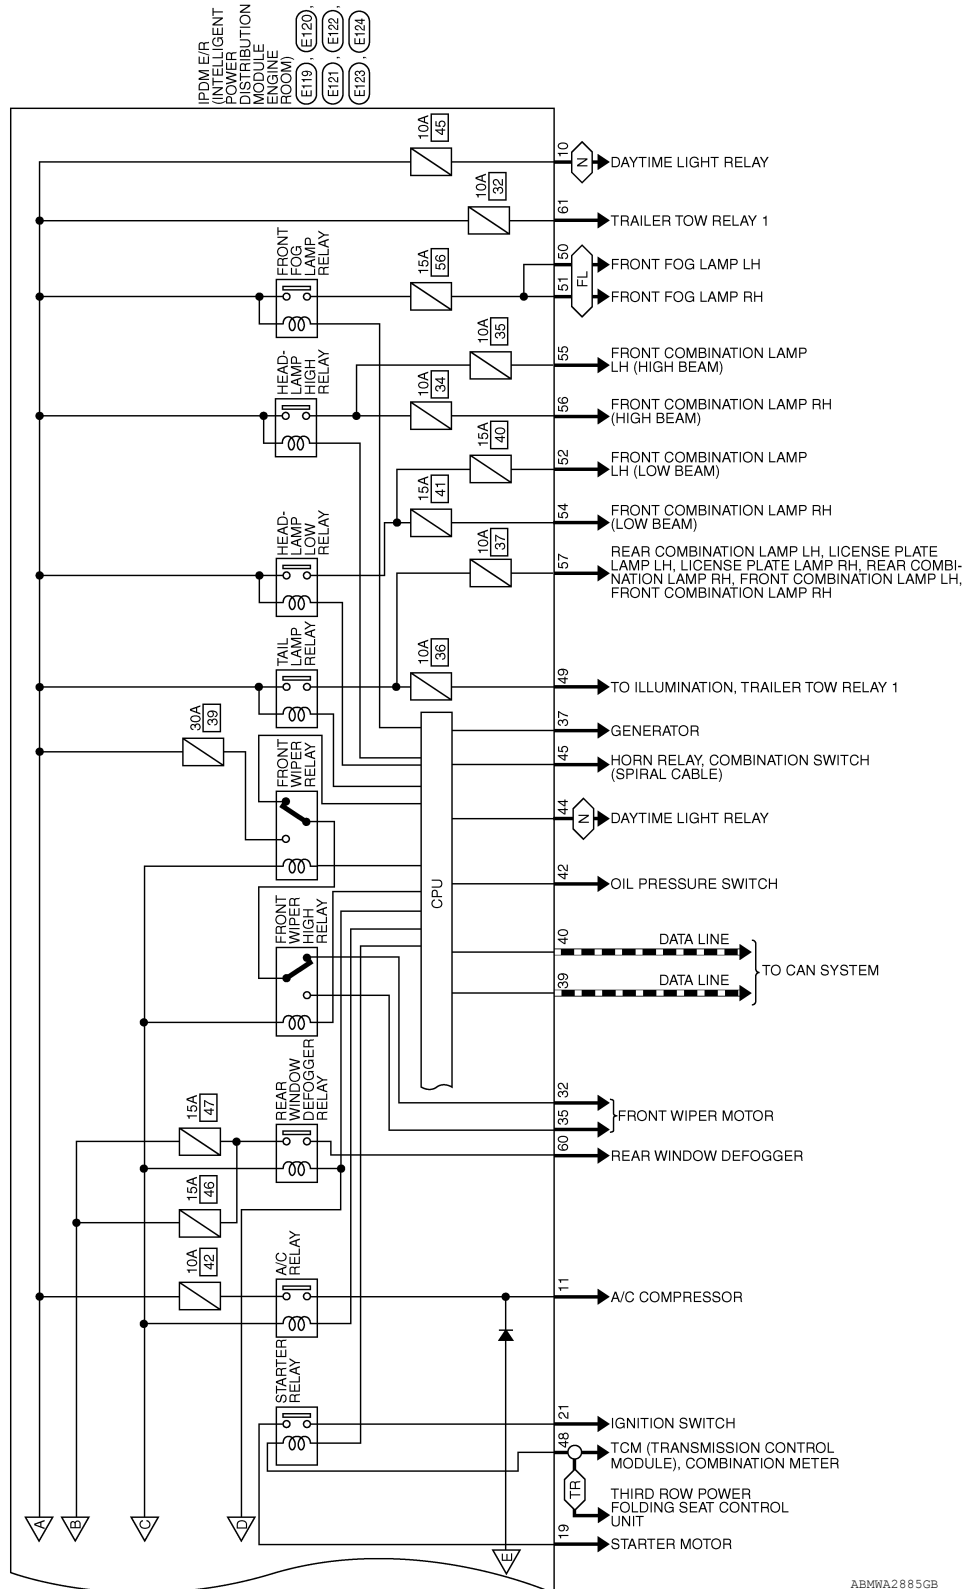 IPDM E/R
(INTELLIGENT
POWER
DISTRIBUTION
MODULE
ENGINE
ROOM)
E119 , E120 ,
E121 , E122 ,
E123 , E124
10A
45
10
N
DAYTIME LIGHT RELAY
10A
32
61
TRAILER TOW RELAY 1
FRONT
FOG
LAMP
RELAY
15A
56
50
51
FL
FRONT FOG LAMP LH
FRONT FOG LAMP RH
HEAD-
LAMP
HIGH
RELAY
10A
35
55
FRONT COMBINATION LAMP
LH (HIGH BEAM)
10A
34
56
FRONT COMBINATION LAMP RH
(HIGH BEAM)
15A
40
52
FRONT COMBINATION LAMP
LH (LOW BEAM)
HEAD-
LAMP
LOW
RELAY
15A
41
54
FRONT COMBINATION LAMP RH
(LOW BEAM)
10A
37
57
REAR COMBINATION LAMP LH, LICENSE PLATE
LAMP LH, LICENSE PLATE LAMP RH, REAR COMBI-
NATION LAMP RH, FRONT COMBINATION LAMP LH,
FRONT COMBINATION LAMP RH
TAIL
LAMP
RELAY
10A
36
49
TO ILLUMINATION, TRAILER TOW RELAY 1
30A
39
FRONT
WIPER
RELAY
37
GENERATOR
45
HORN RELAY, COMBINATION SWITCH
(SPIRAL CABLE)
44
N
DAYTIME LIGHT RELAY
CPU
42
OIL PRESSURE SWITCH
FRONT
WIPER
HIGH
RELAY
40
DATA LINE
39
DATA LINE
TO CAN SYSTEM
REAR
WINDOW
DEFOGGER
RELAY
15A
47
32
35
FRONT WIPER MOTOR
60
REAR WINDOW DEFOGGER
15A
46
10A
42
A/C
RELAY
11
A/C COMPRESSOR
STARTER
RELAY
21
IGNITION SWITCH
48
TCM (TRANSMISSION CONTROL
MODULE), COMBINATION METER
TR
THIRD ROW POWER
FOLDING SEAT CONTROL
UNIT
19
STARTER MOTOR
A
B
C
D
E
ABMWA2885GB